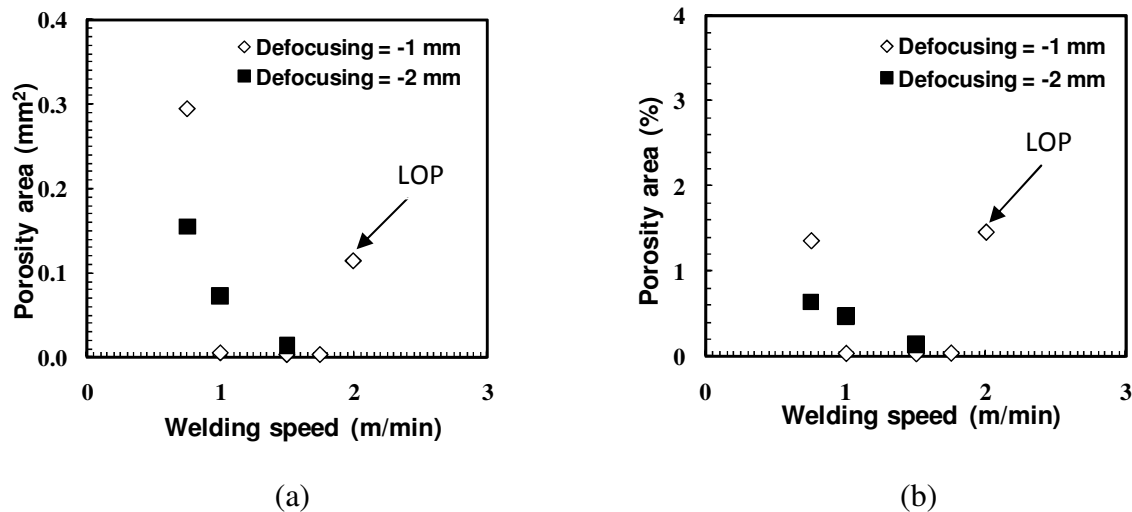 Porosity area (mm²)
0.4
0.3
0.2
0.1
0.0
◇ Defocusing = -1 mm
■ Defocusing = -2 mm
LOP
0 1 2 3
Welding speed (m/min)
(a)
Porosity area (%)
4
3
2
1
0
◇ Defocusing = -1 mm
■ Defocusing = -2 mm
LOP
0 1 2 3
Welding speed (m/min)
(b)